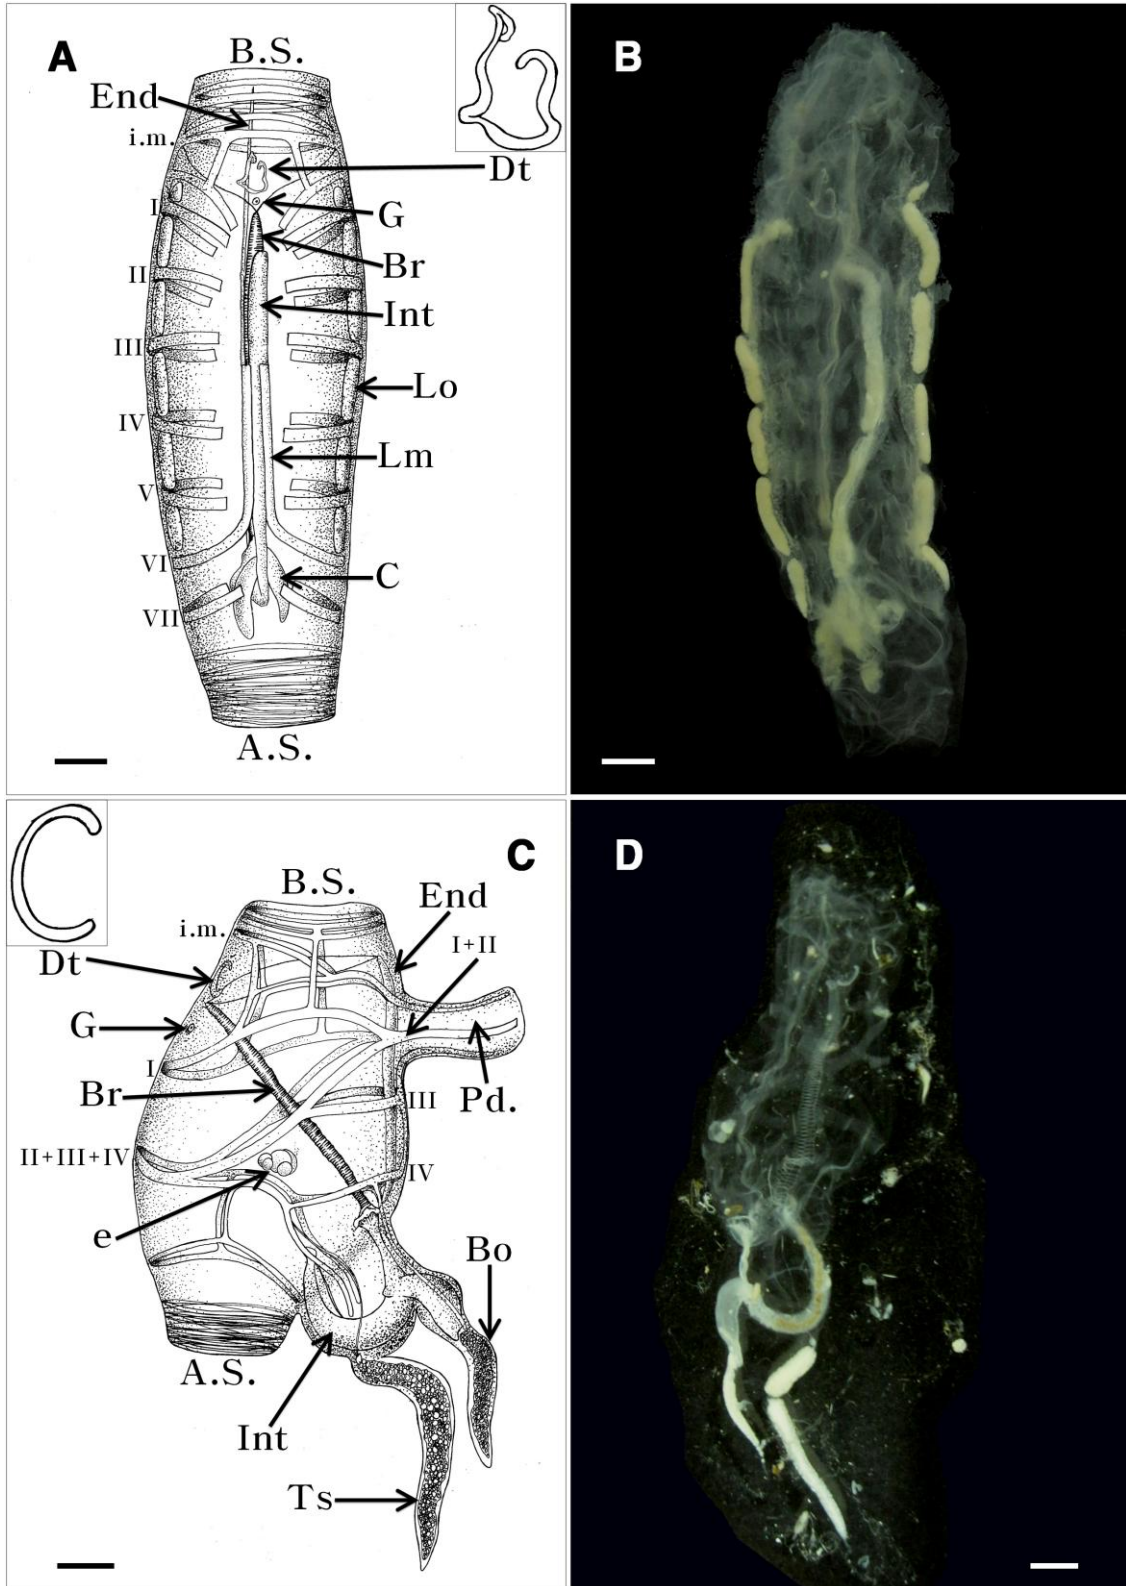 A
B.S.
End
i.m.
Dt
I
G
Br
II
Int
III
Lo
IV
Lm
V
VI
C
VII
A.S.
B
C
B.S.
End
i.m.
I+II
Dt
G
I
Br
III
Pd.
II+III+IV
IV
e
Bo
A.S.
Int
Ts
D